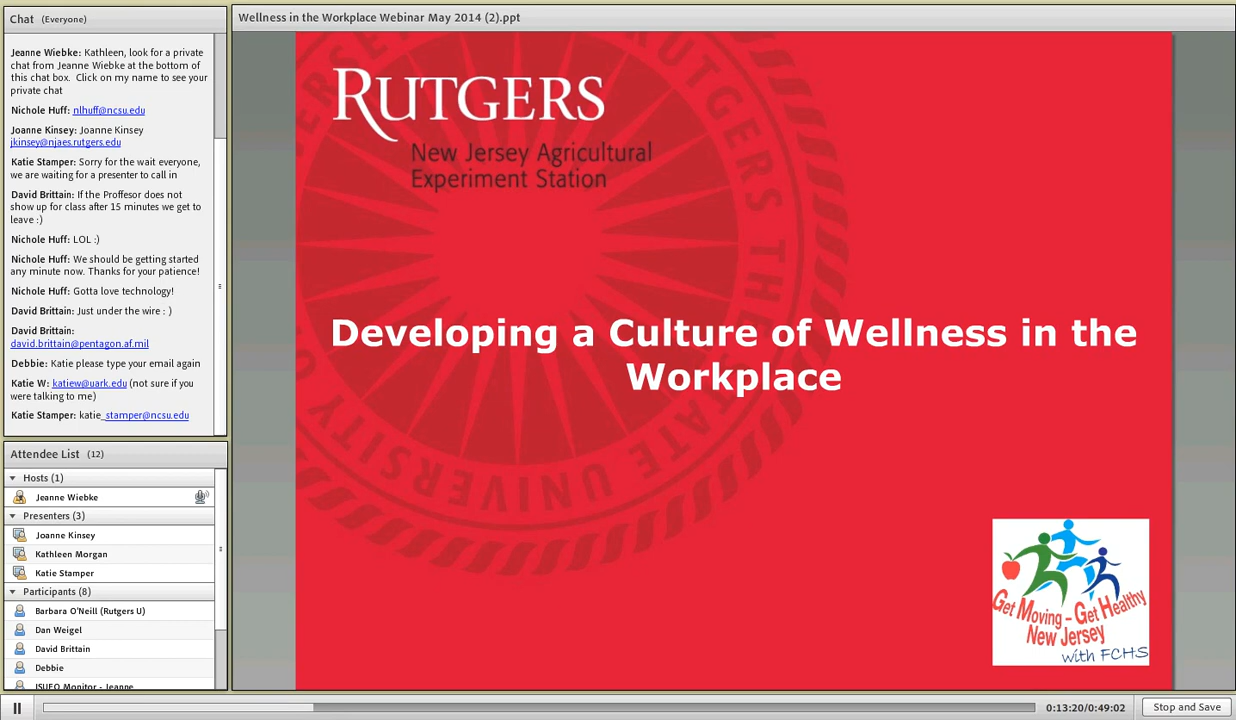 Chat (Everyone)
Jeanne Wiebke: Kathleen, look for a private
chat from Jeanne Wiebke at the bottom of
this chat box. Click on my name to see your
private chat
Nichole Huff: nlhuff@ncsu.edu
Joanne Kinsey: Joanne Kinsey
jkinsey@njaes.rutgers.edu
Katie Stamper: Sorry for the wait everyone,
we are waiting for a presenter to call in
David Brittain: If the Proffesor does not
show up for class after 15 minutes we get to
leave :)
Nichole Huff: LOL :)
Nichole Huff: We should be getting started
any minute now. Thanks for your patience!
Nichole Huff: Gotta love technology!
David Brittain: Just under the wire : )
David Brittain:
david.brittain@pentagon.af.mil
Debbie: Katie please type your email again
Katie W: katiew@uark.edu (not sure if you
were talking to me)
Katie Stamper: katie_stamper@ncsu.edu
Attendee List (12)
Hosts (1)
Jeanne Wiebke
Presenters (3)
Joanne Kinsey
Kathleen Morgan
Katie Stamper
Participants (8)
Barbara O'Neill (Rutgers U)
Dan Weigel
David Brittain
Debbie
ISUEO Monitor - Jeanne
Wellness in the Workplace Webinar May 2014 (2).ppt
RUTGERS
New Jersey Agricultural
Experiment Station
RUTGERS THE STATE UNIVERSITY OF
Developing a Culture of Wellness in the
Workplace
Get Moving - Get Healthy
New Jersey
with FCHS
0:13:20/0:49:02
Stop and Save